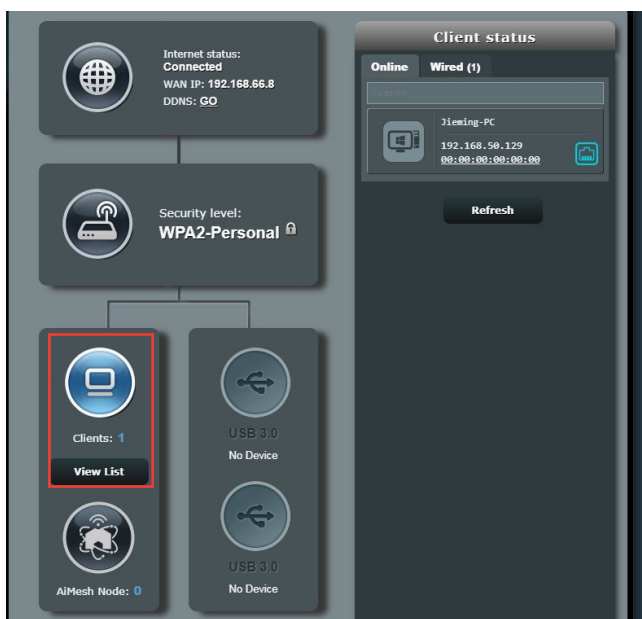 Internet status:
Connected
WAN IP: 192.168.66.8
DDNS: GO
Security level:
WPA2-Personal
Clients: 1
View List
AiMesh Node: 0
USB 3.0
No Device
USB 3.0
No Device
Client status
Online Wired (1)
Search
Jieming-PC
192.168.50.129
00:00:00:00:00:00
Refresh